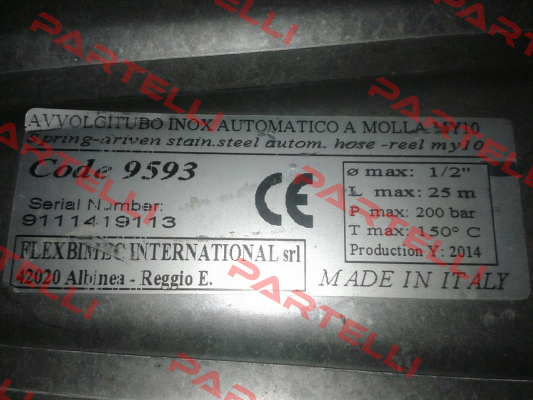 AVVOLGITUBO INOX AUTOMATICO A MOLLA MY10
Spring-driven stain.steel autom. hose -reel my10
Code 9593
Serial Number:
9111419113
CE
FLEXBIMEC INTERNATIONAL srl
42020 Albinea - Reggio E.
ø max: 1/2"
L max: 25 m
P max: 200 bar
T max: 150° C
Production Y: 2014
MADE IN ITALY
PARTELLI
PARTELLI
PARTELLI
PARTELLI
PARTELLI
PARTELLI
PARTELLI